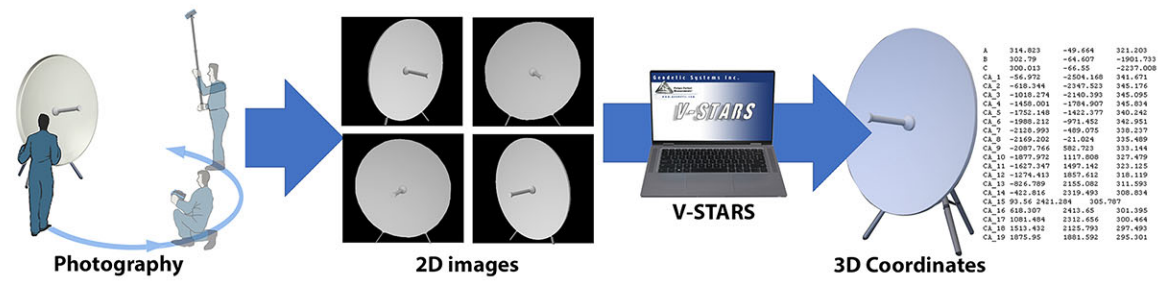 Geodetic Systems Inc.
V-STARS
A 314.823 -49.664 321.203
B 302.79 -64.607 -1901.733
C 300.013 -66.55 -2237.008
CA_1 -56.972 -2504.168 341.671
CA_2 -618.344 -2347.523 345.176
CA_3 -1018.274 -2148.393 345.095
CA_4 -1458.001 -1784.907 345.834
CA_5 -1752.148 -1422.377 340.242
CA_6 -1988.212 -971.452 342.951
CA_7 -2128.993 -489.075 338.237
CA_8 -2169.202 -21.824 335.489
CA_9 -2087.766 582.723 333.144
CA_10 -1877.972 1117.808 327.479
CA_11 -1627.347 1497.142 323.125
CA_12 -1274.413 1857.612 318.119
CA_13 -826.789 2155.082 311.593
CA_14 -422.816 2319.493 308.834
CA_15 93.56 2421.284 305.787
CA_16 618.307 2413.65 301.395
CA_17 1081.484 2312.656 300.464
CA_18 1513.432 2125.793 297.493
CA_19 1875.95 1881.592 295.301
V-STARS
Photography
2D images
3D Coordinates